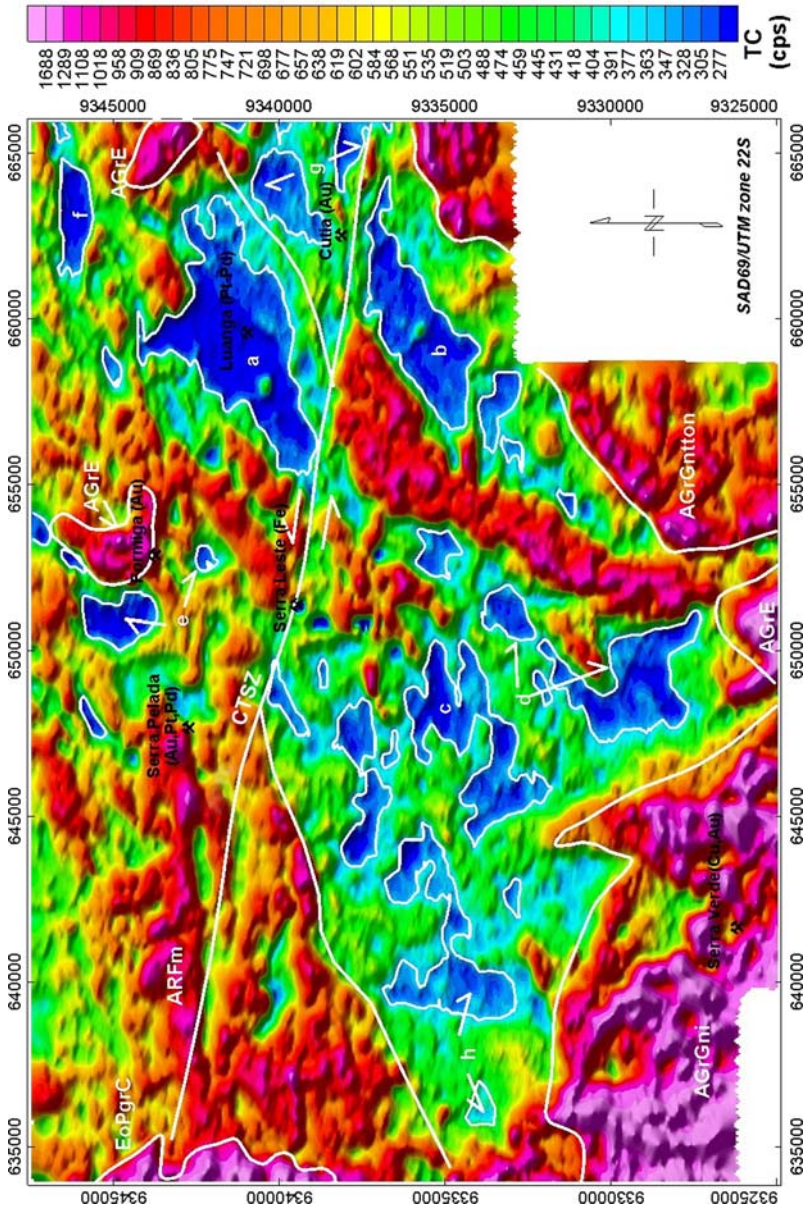 635000 640000 645000 650000 655000 660000 665000
9345000
9340000
9335000
9330000
9325000
EoPgrC
ARFm
Serra Pelada
(Au,Pt,Pd)
e
AGrE
Formiga (Au)
f
AGrE
CTSZ
Serra Leste (Fe
Luanga (Pt-Pd)
a
g
Cutia (Au)
h
c
d
b
AGrGni
Serra Verde(Cu,Au)
AGrE
AGrGntton
N
SAD69/UTM zone 22S
9345000
9340000
9335000
9330000
9325000
635000 640000 645000 650000 655000 660000 665000
1688
1289
1108
1018
959
909
869
836
805
775
747
721
698
677
657
638
619
602
584
568
551
535
519
503
488
474
459
445
431
418
404
391
377
363
347
328
305
277
TC
(cps)